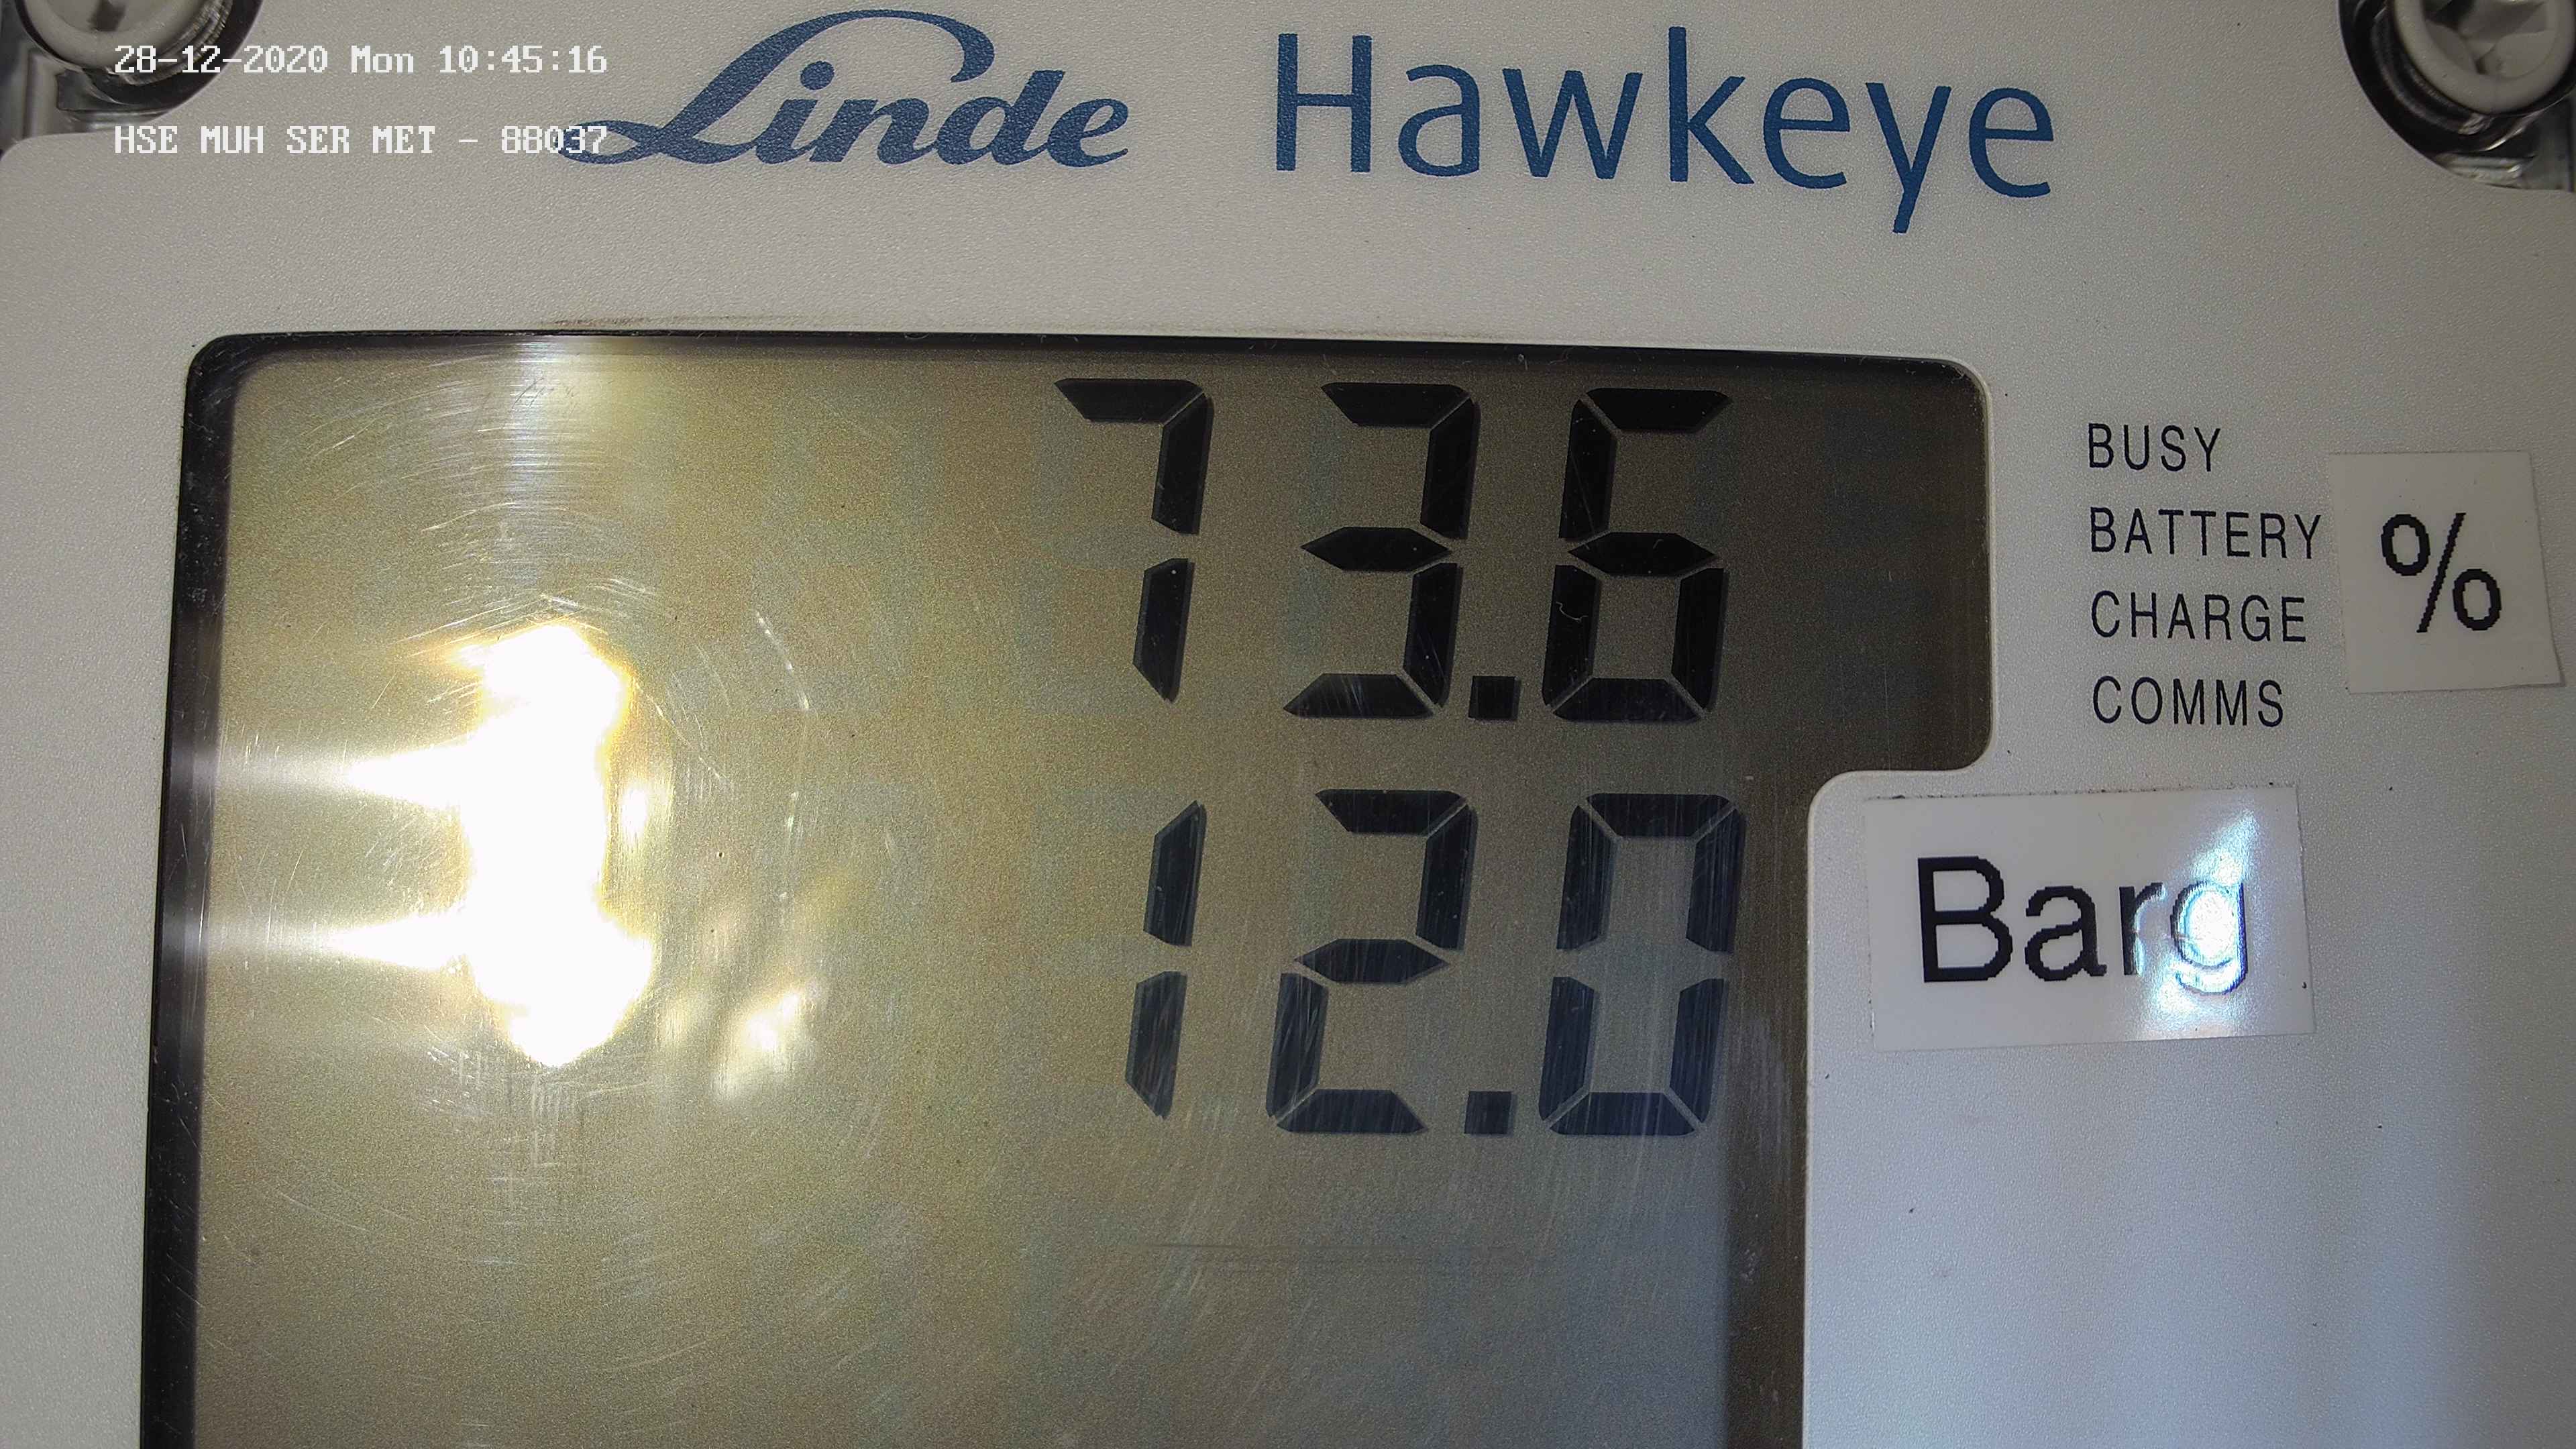 28-12-2020 Mon 10:45:16
HSE MUH SER MET - 88037
Linde Hawkeye
73.6
BUSY
BATTERY
CHARGE
COMMS
%
12.0
Barg